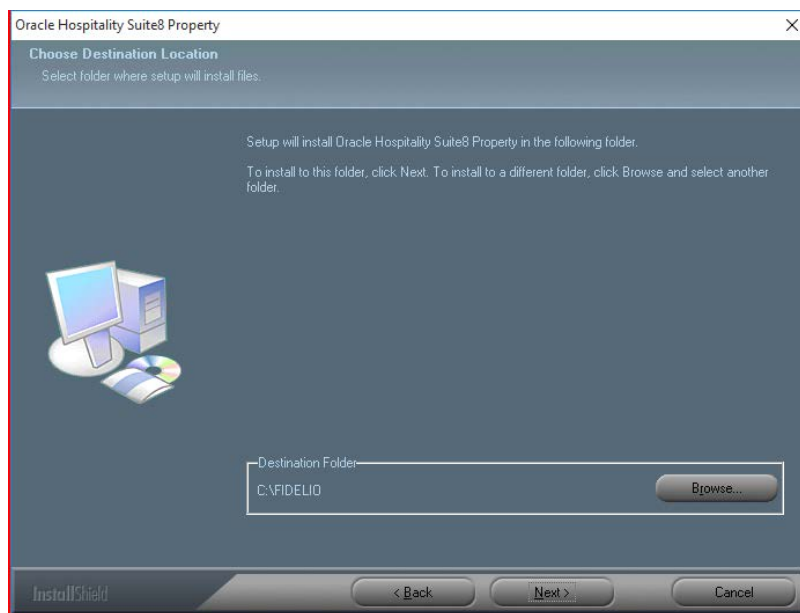 Oracle Hospitality Suite8 Property
Choose Destination Location
Select folder where setup will install files.
Setup will install Oracle Hospitality Suite8 Property in the following folder.
To install to this folder, click Next. To install to a different folder, click Browse and select another
folder.
Destination Folder
C:\FIDELIO
Browse...
InstallShield
< Back
Next >
Cancel